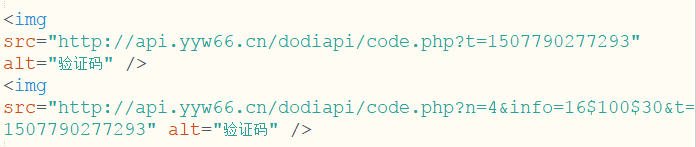 <img
src="http://api.yyw66.cn/dodiapi/code.php?t=1507790277293"
alt="验证码" />
<img
src="http://api.yyw66.cn/dodiapi/code.php?n=4&info=16$100$30&t=
1507790277293" alt="验证码" />